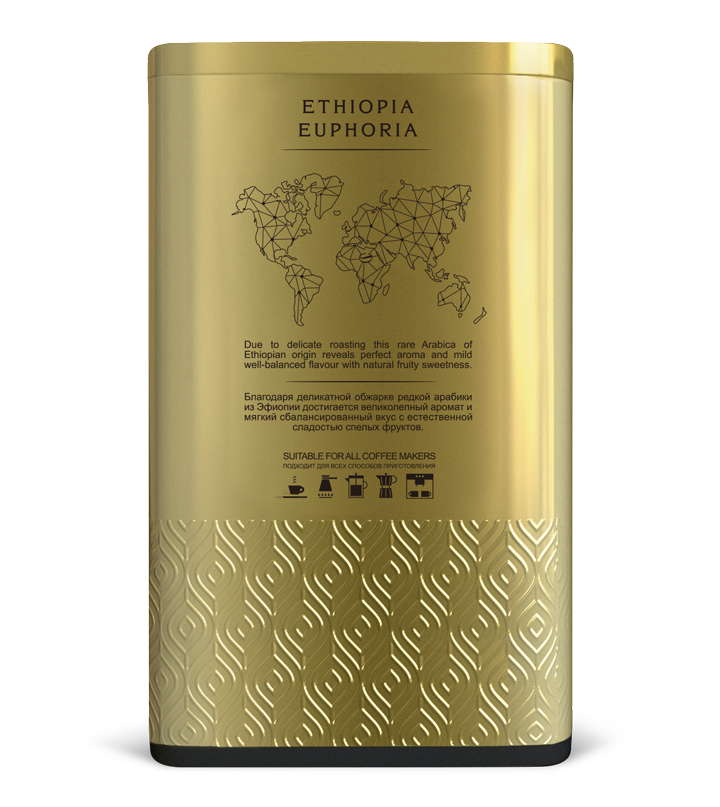 ETHIOPIA
EUPHORIA
Due to delicate roasting this rare Arabica of
Ethiopian origin reveals perfect aroma and mild
well-balanced flavour with natural fruity sweetness.
Благодаря деликатной обжарке редкой арабики
из Эфиопии достигается великолепный аромат и
мягкий сбалансированный вкус с естественной
сладостью спелых фруктов.
SUITABLE FOR ALL COFFEE MAKERS
ПОДХОДИТ ДЛЯ ВСЕХ СПОСОБОВ ПРИГОТОВЛЕНИЯ